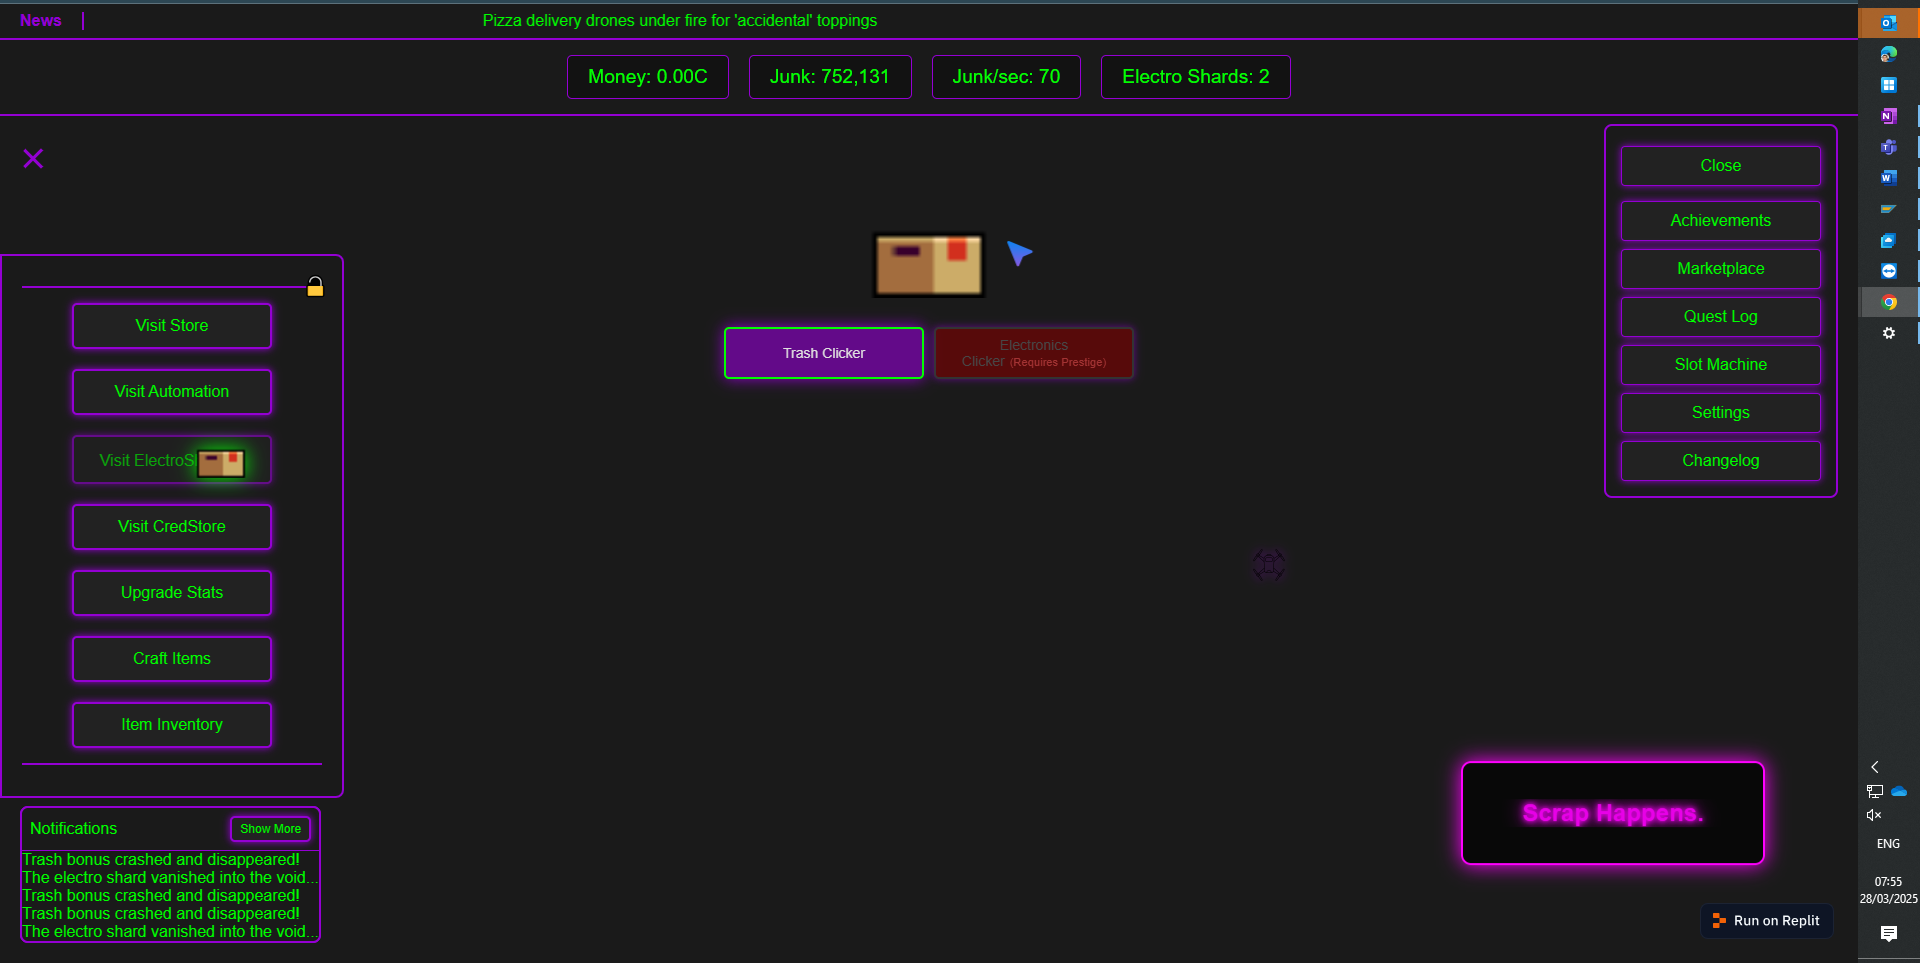 News
Pizza delivery drones under fire for 'accidental' toppings
Money: 0.00C
Junk: 752,131
Junk/sec: 70
Electro Shards: 2
Close
Achievements
Marketplace
Quest Log
Slot Machine
Settings
Changelog
Trash Clicker
Electronics
Clicker (Requires Prestige)
Visit Store
Visit Automation
Visit
Visit CredStore
Upgrade Stats
Craft Items
Item Inventory
Notifications
Show More
Trash bonus crashed and disappeared!
The electro shard vanished into the void...
Trash bonus crashed and disappeared!
Trash bonus crashed and disappeared!
The electro shard vanished into the void...
Scrap Happens.
Run on Replit
ENG
07:55
28/03/2025